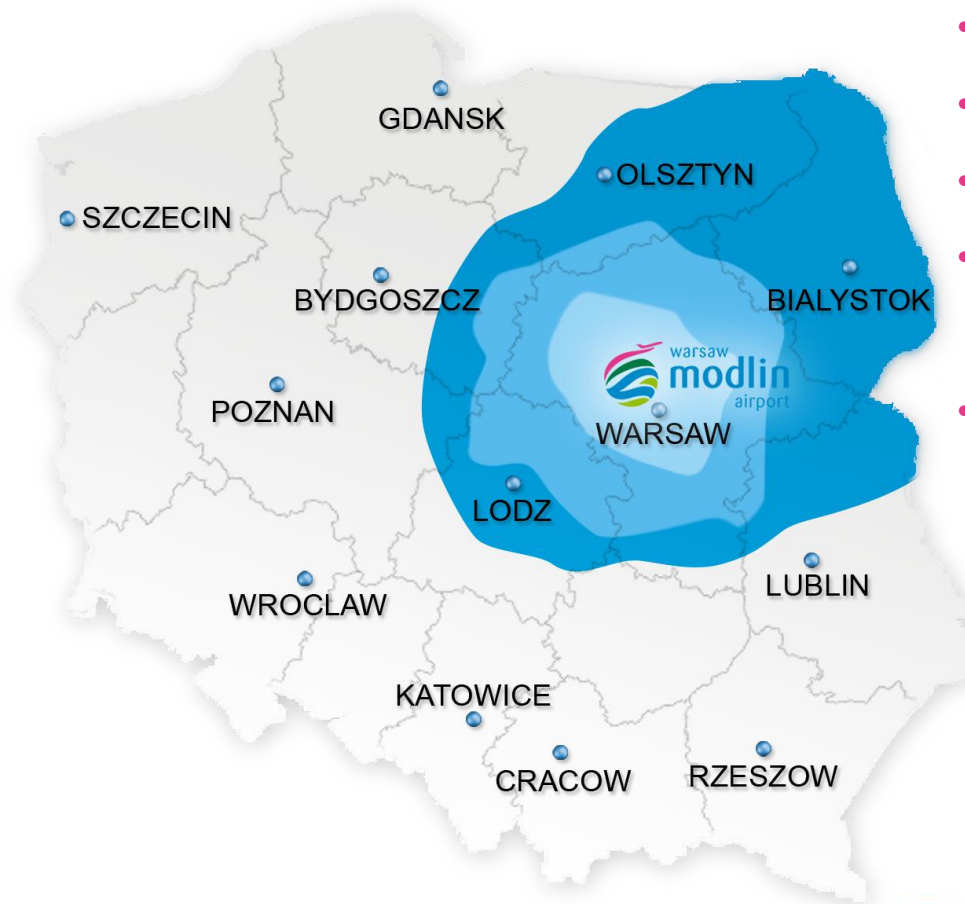 GDANSK
OLSZTYN
SZCZECIN
BYDGOSZCZ
BIALYSTOK
warsaw
modlin
airport
POZNAN
WARSAW
LODZ
LUBLIN
WROCLAW
KATOWICE
CRACOW
RZESZOW